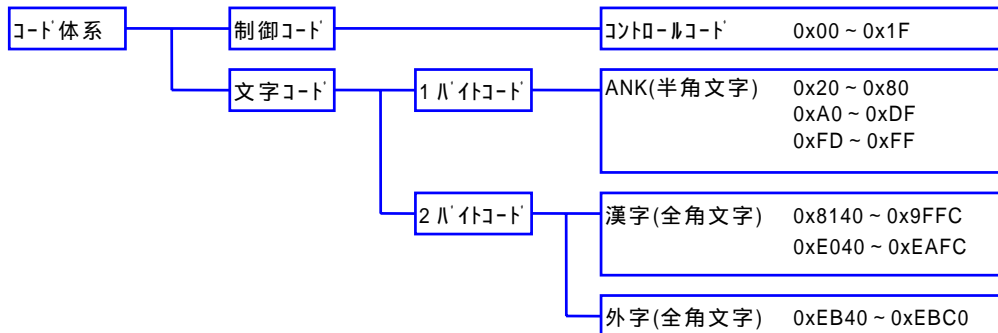 ｺｰﾄﾞ体系
制御ｺｰﾄﾞ
ｺﾝﾄﾛｰﾙｺｰﾄﾞ 0x00 ~ 0x1F
文字ｺｰﾄﾞ
1 ﾊﾞｲﾄｺｰﾄﾞ
ANK(半角文字) 0x20 ~ 0x80
0xA0 ~ 0xDF
0xFD ~ 0xFF
2 ﾊﾞｲﾄｺｰﾄﾞ
漢字(全角文字) 0x8140 ~ 0x9FFC
0xE040 ~ 0xEAFC
外字(全角文字) 0xEB40 ~ 0xEBC0